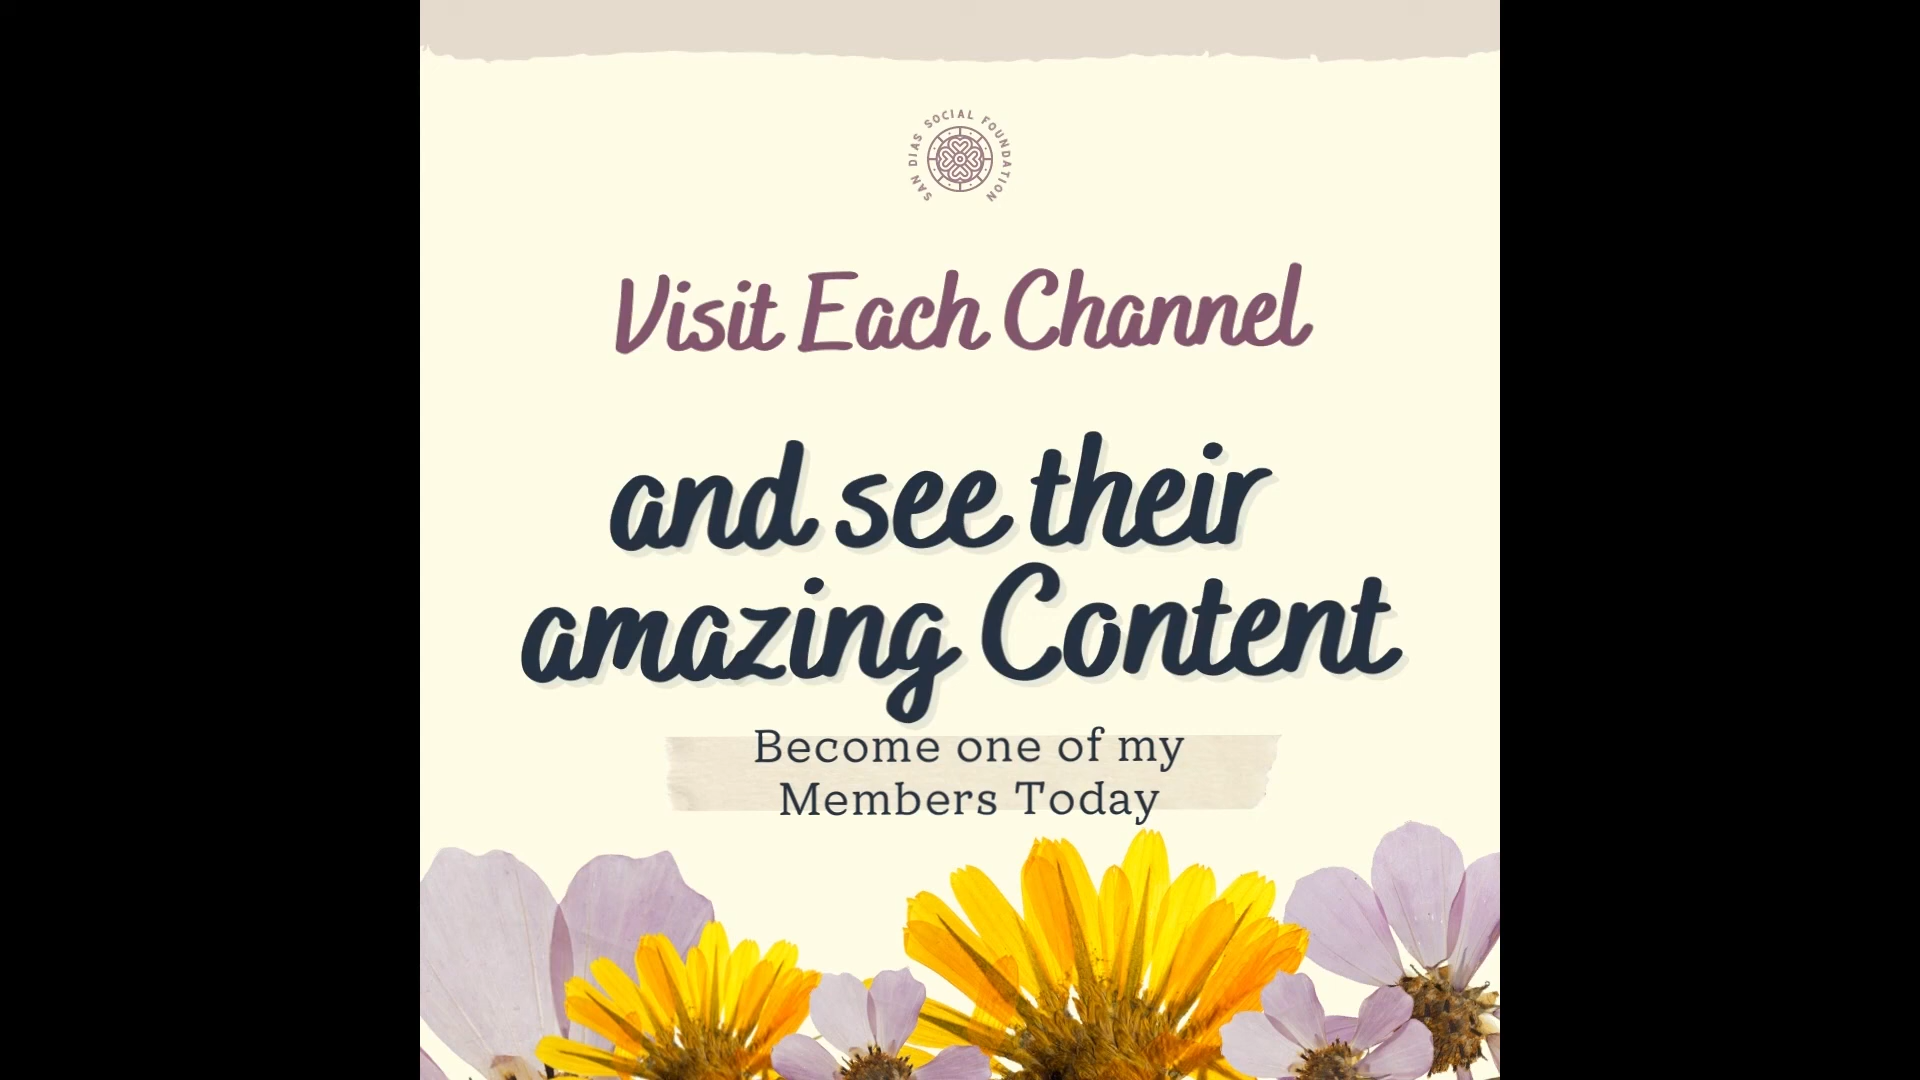 SAN DIAS SOCIAL FOUNDATION
Visit Each Channel
and see their
amazing Content
Become one of my
Members Today